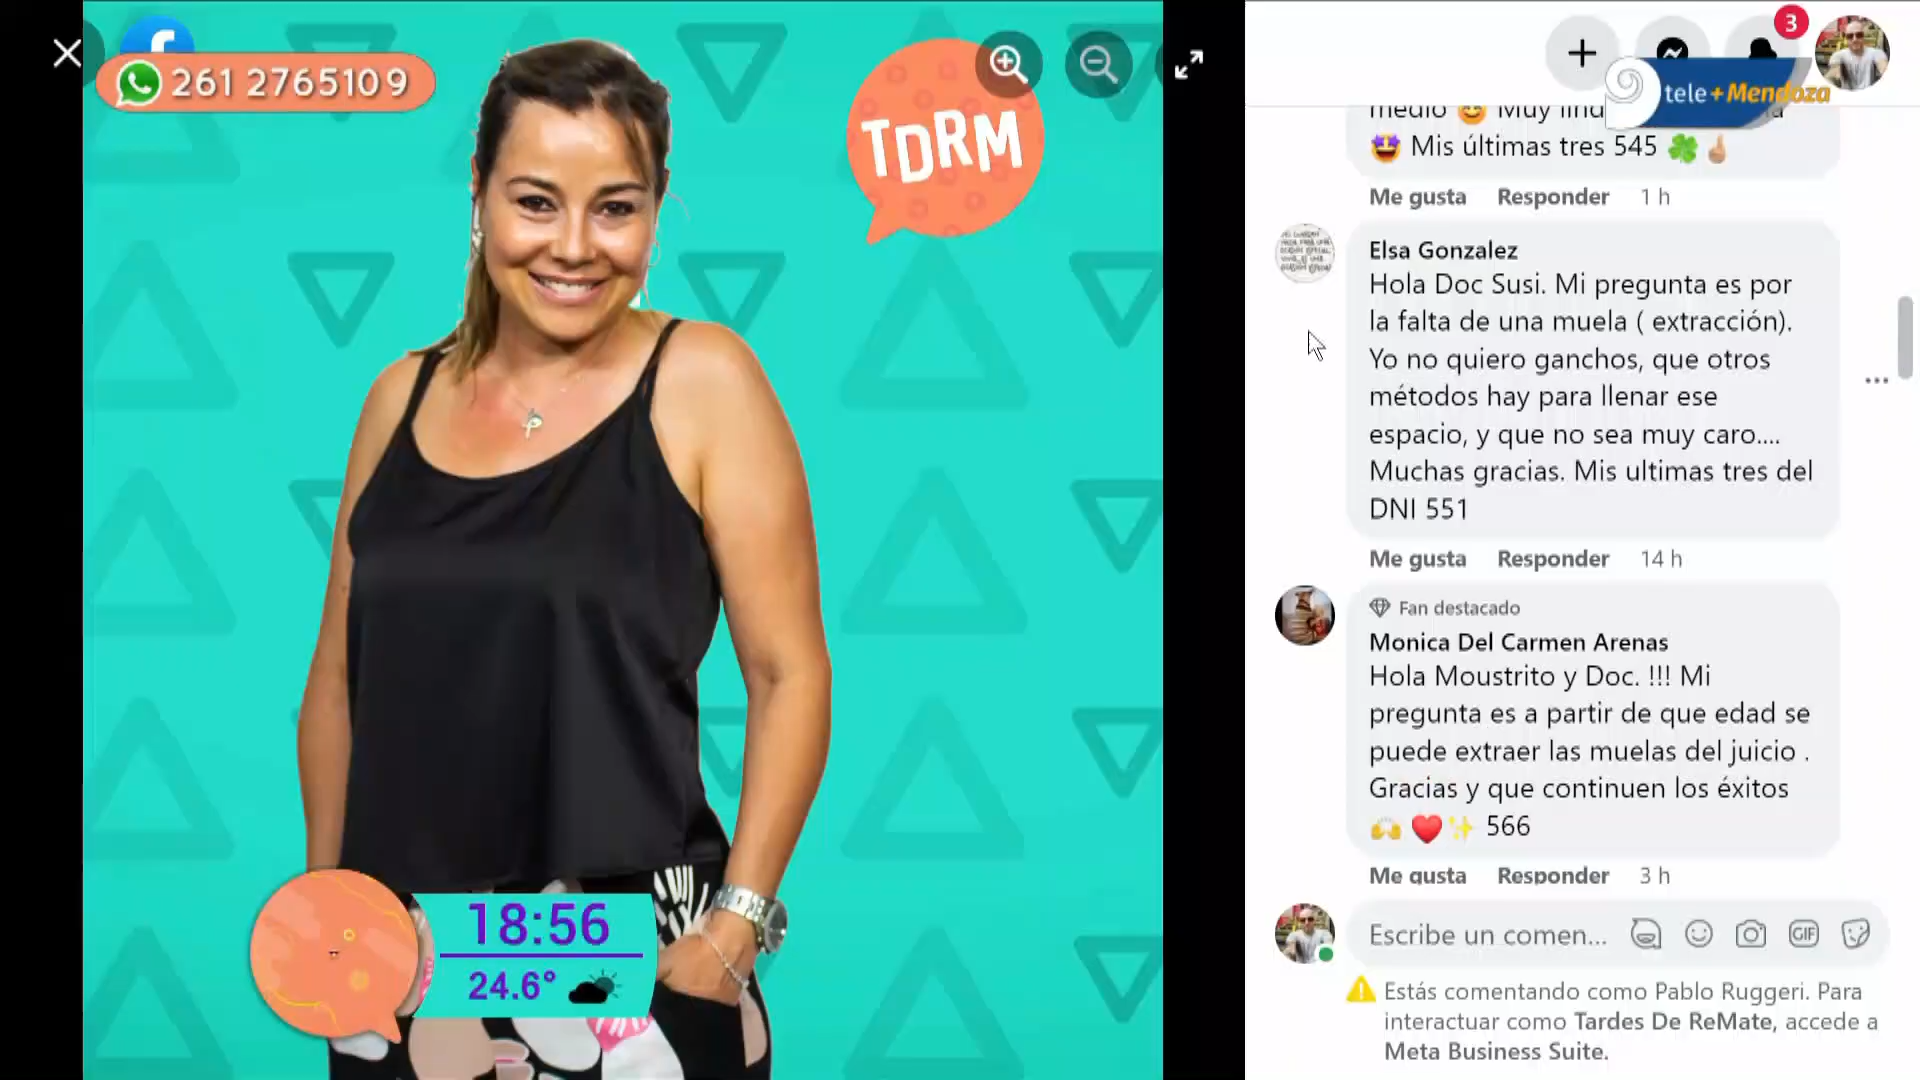 261 2765109
TDRM
18:56
24.6°
3
tele+Mendoza
medio 😊 Muy lind
🤩 Mis últimas tres 545 🍀🤞
Me gusta Responder 1 h
Elsa Gonzalez
Hola Doc Susi. Mi pregunta es por
la falta de una muela ( extracción).
Yo no quiero ganchos, que otros
métodos hay para llenar ese
espacio, y que no sea muy caro....
Muchas gracias. Mis ultimas tres del
DNI 551
Me gusta Responder 14 h
Fan destacado
Monica Del Carmen Arenas
Hola Moustrito y Doc. !!! Mi
pregunta es a partir de que edad se
puede extraer las muelas del juicio .
Gracias y que continuen los éxitos
🙌 ❤️✨ 566
Me gusta Responder 3 h
Escribe un comen...
GIF
Estás comentando como Pablo Ruggeri. Para
interactuar como Tardes De ReMate, accede a
Meta Business Suite.